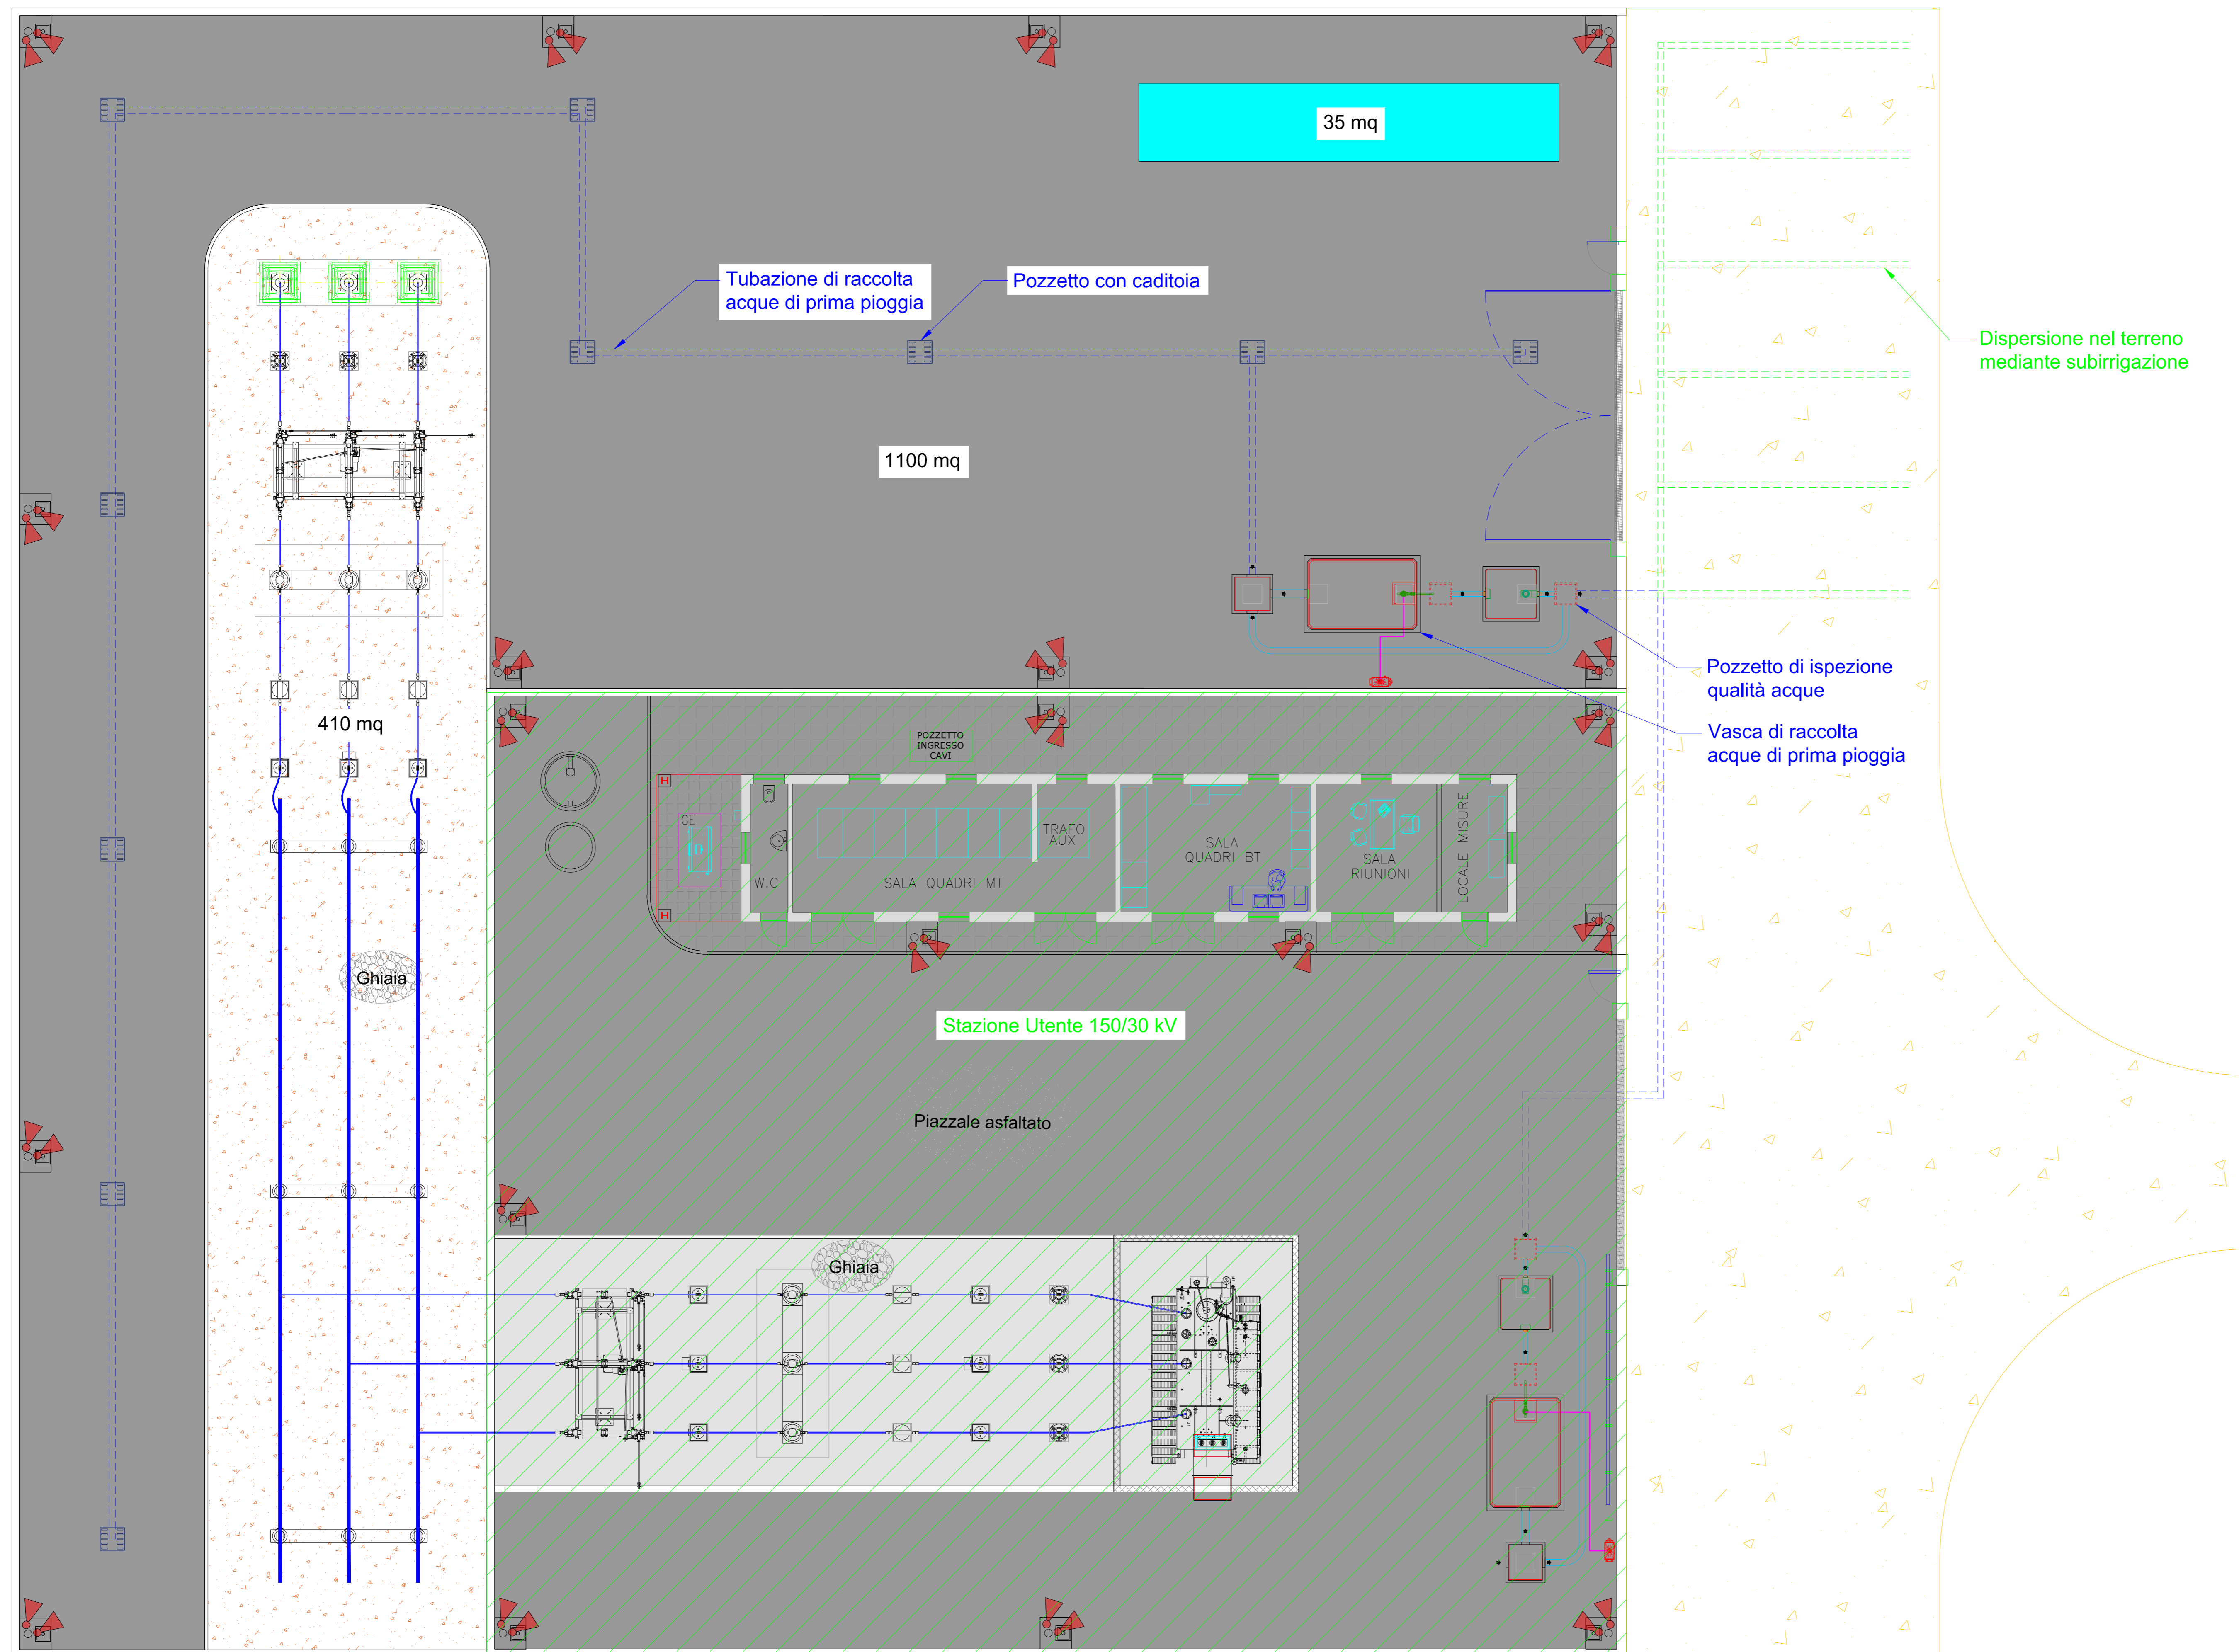 35 mq
Tubazione di raccolta
acque di prima pioggia
Pozzetto con caditoia
Dispersione nel terreno
mediante subirrigazione
1100 mq
Pozzetto di ispezione
qualità acque
Vasca di raccolta
acque di prima pioggia
410 mq
POZZETTO
INGRESSO
CAVI
GE
W.C
SALA QUADRI MT
TRAFO
AUX
SALA
QUADRI BT
SALA
RIUNIONI
LOCALE MISURE
Ghiaia
Stazione Utente 150/30 kV
Piazzale asfaltato
Ghiaia